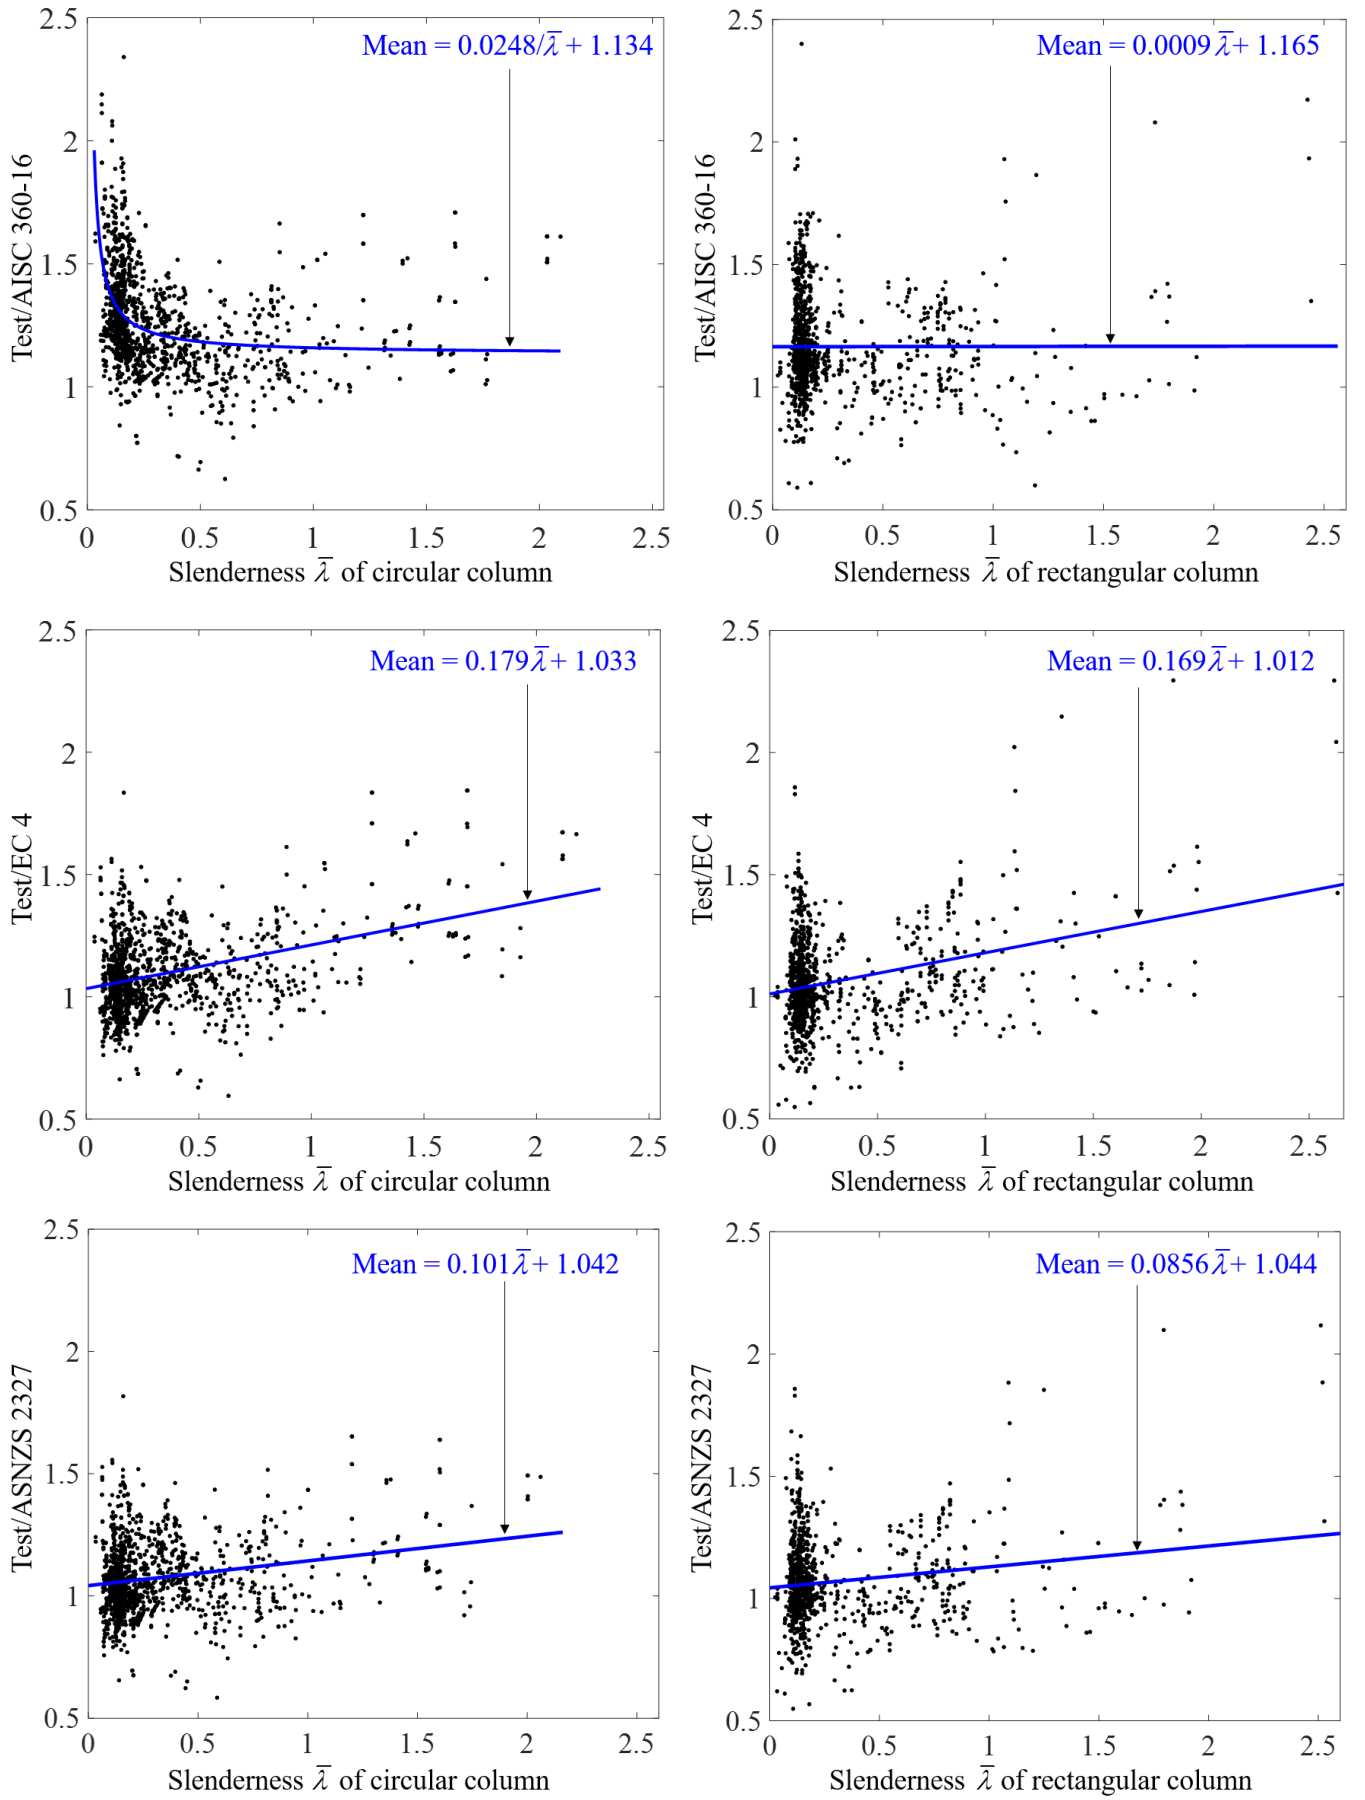 Mean = 0.0248/λ̅ + 1.134
Test/AISC 360-16
2.5
2
1.5
1
0.5
0 0.5 1 1.5 2 2.5
Slenderness λ̅ of circular column
Mean = 0.0009λ̅ + 1.165
Test/AISC 360-16
2.5
2
1.5
1
0.5
0 0.5 1 1.5 2 2.5
Slenderness λ̅ of rectangular column
Mean = 0.179λ̅ + 1.033
Test/EC 4
2.5
2
1.5
1
0.5
0 0.5 1 1.5 2 2.5
Slenderness λ̅ of circular column
Mean = 0.169λ̅ + 1.012
Test/EC 4
2.5
2
1.5
1
0.5
0 0.5 1 1.5 2 2.5
Slenderness λ̅ of rectangular column
Mean = 0.101λ̅ + 1.042
Test/ASNZS 2327
2.5
2
1.5
1
0.5
0 0.5 1 1.5 2 2.5
Slenderness λ̅ of circular column
Mean = 0.0856λ̅ + 1.044
Test/ASNZS 2327
2.5
2
1.5
1
0.5
0 0.5 1 1.5 2 2.5
Slenderness λ̅ of rectangular column